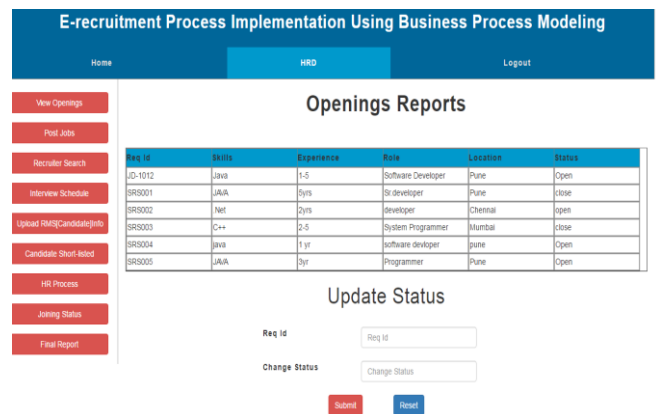 E-recruitment Process Implementation Using Business Process Modeling
Home HRD Logout
View Openings
Post Jobs
Recruiter Search
Interview Schedule
Upload RMS[Candidate]Info
Candidate Short-listed
HR Process
Joining Status
Final Report
Openings Reports
Req Id Skills Experience Role Location Status
JD-1012 Java 1-5 Software Developer Pune Open
SRS001 JAVA 5yrs Sr.developer Pune close
SRS002 .Net 2yrs developer Chennai open
SRS003 C++ 2-5 System Programmer Mumbai close
SRS004 java 1 yr software devloper pune Open
SRS005 JAVA 3yr Programmer Pune Open
Update Status
Req Id Req Id
Change Status Change Status
Submit Reset